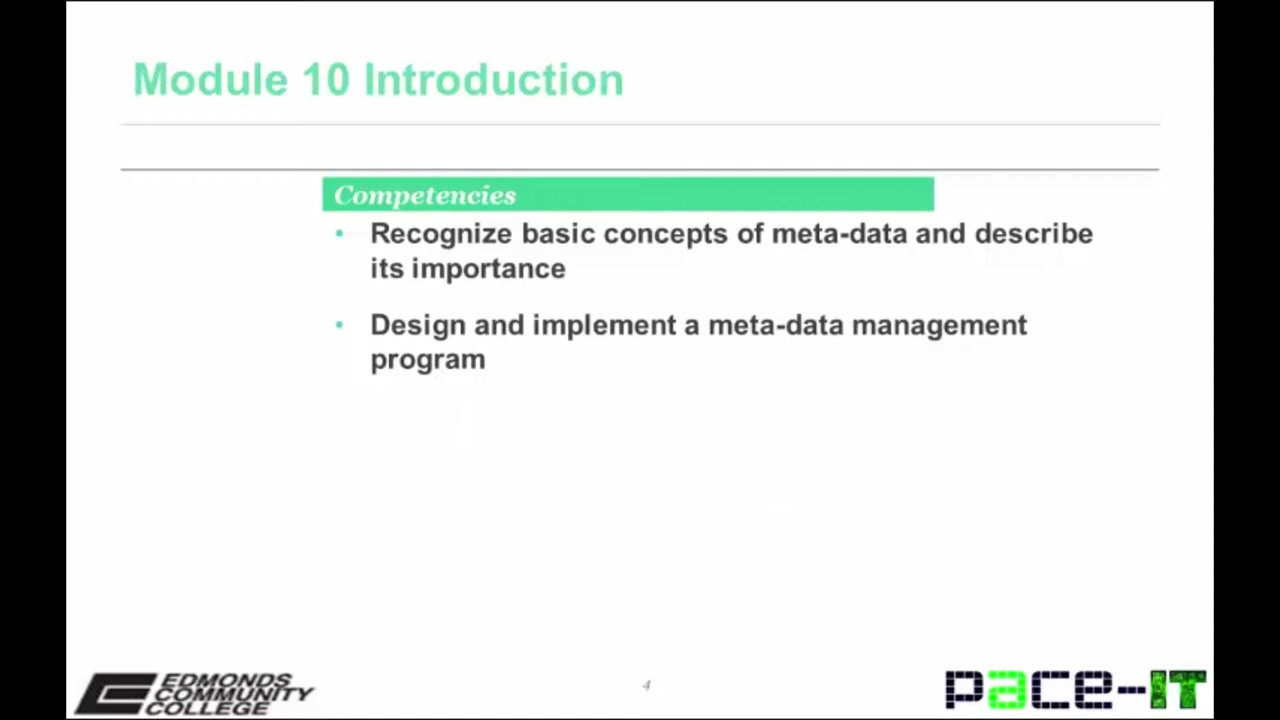 Module 10 Introduction
Competencies
• Recognize basic concepts of meta-data and describe
its importance
• Design and implement a meta-data management
program
EDMONDS
COMMUNITY
COLLEGE
4
pace-IT